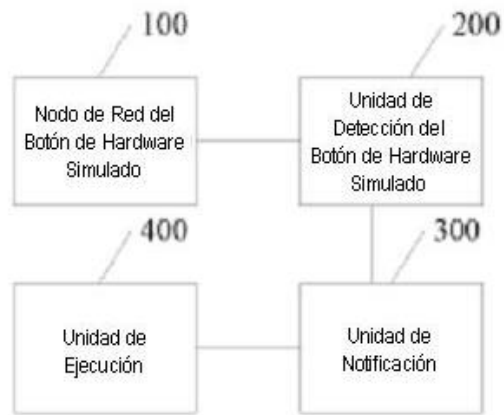 100
200
Nodo de Red del
Botón de Hardware
Simulado
Unidad de
Detección del
Botón de Hardware
Simulado
400
300
Unidad de
Ejecución
Unidad de
Notificación